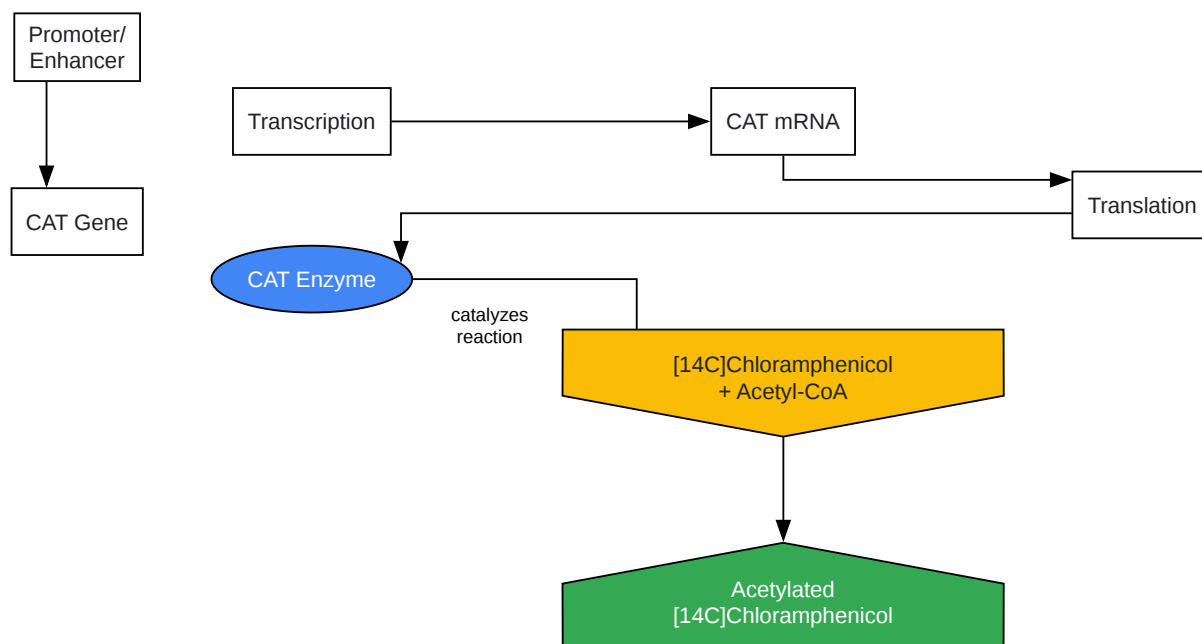 Promoter/
Enhancer
Transcription
CAT mRNA
CAT Gene
Translation
CAT Enzyme
catalyzes
reaction
[14C]Chloramphenicol
+ Acetyl-CoA
Acetylated
[14C]Chloramphenicol